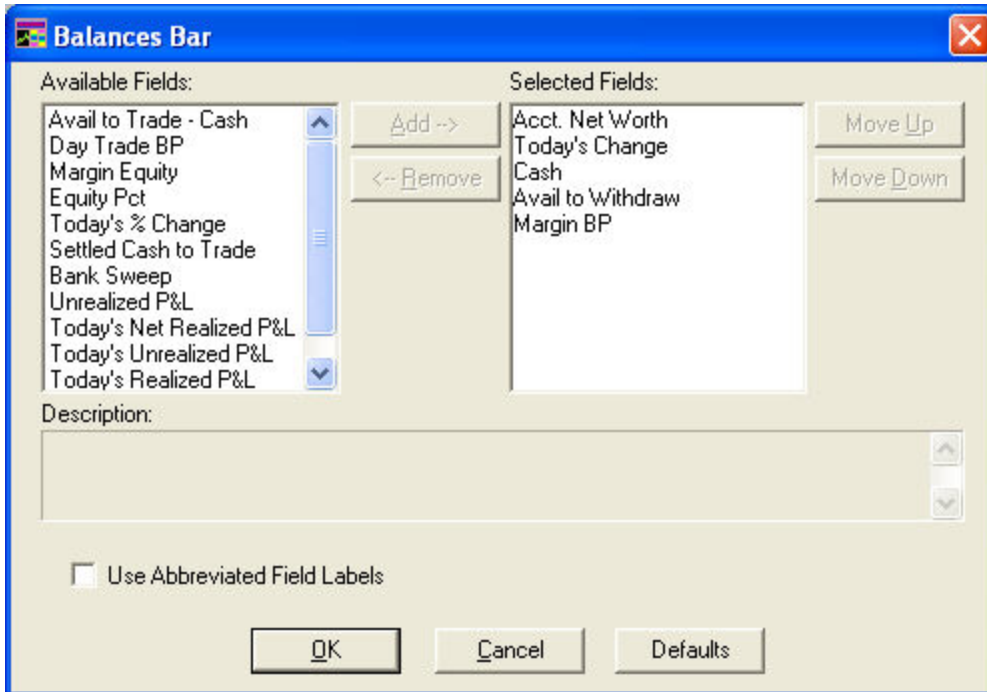 Balances Bar
Available Fields:
Avail to Trade - Cash
Day Trade BP
Margin Equity
Equity Pct
Today's % Change
Settled Cash to Trade
Bank Sweep
Unrealized P&L
Today's Net Realized P&L
Today's Unrealized P&L
Today's Realized P&L
Add -->
<-- Remove
Selected Fields:
Acct. Net Worth
Today's Change
Cash
Avail to Withdraw
Margin BP
Move Up
Move Down
Description:
Use Abbreviated Field Labels
OK
Cancel
Defaults